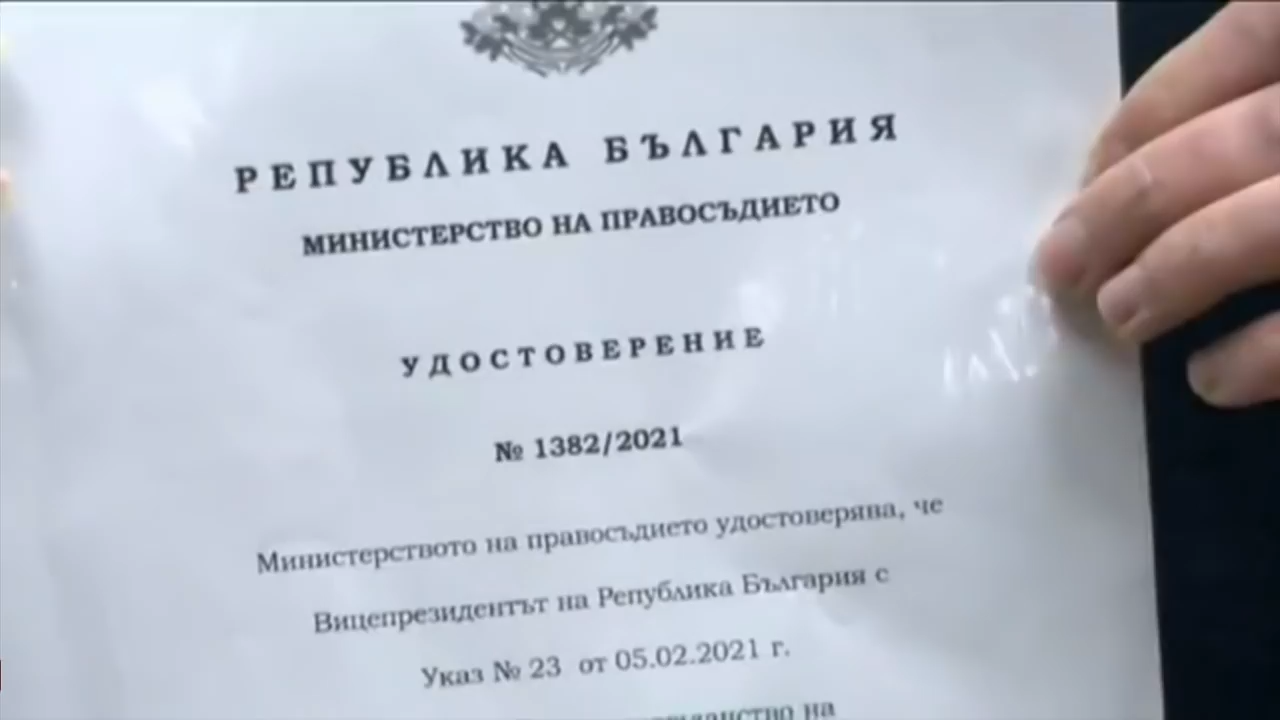 РЕПУБЛИКА БЪЛГАРИЯ
МИНИСТЕРСТВО НА ПРАВОСЪДИЕТО
УДОСТОВЕРЕНИЕ
№ 1382/2021
Министерството на правосъдието удостоверява, че
Вицепрезидентът на Република България с
Указ № 23 от 05.02.2021 г.
на